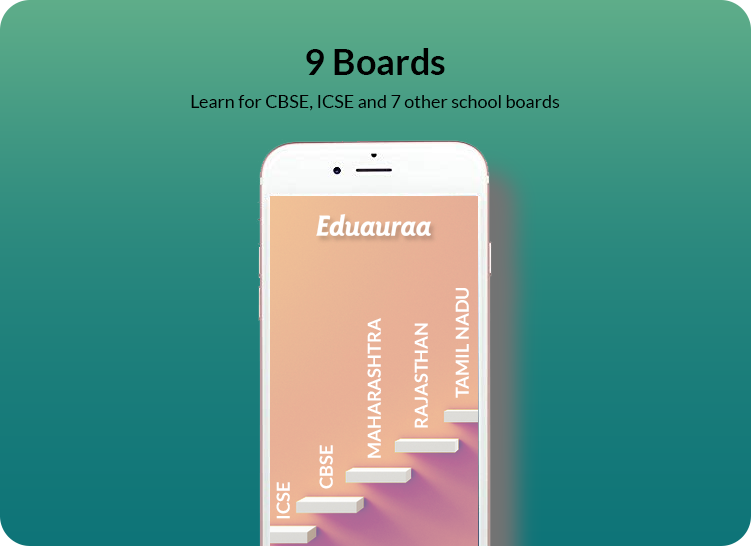 9 Boards
Learn for CBSE, ICSE and 7 other school boards
Eduauraa
ICSE
CBSE
MAHARASHTRA
RAJASTHAN
TAMIL NADU